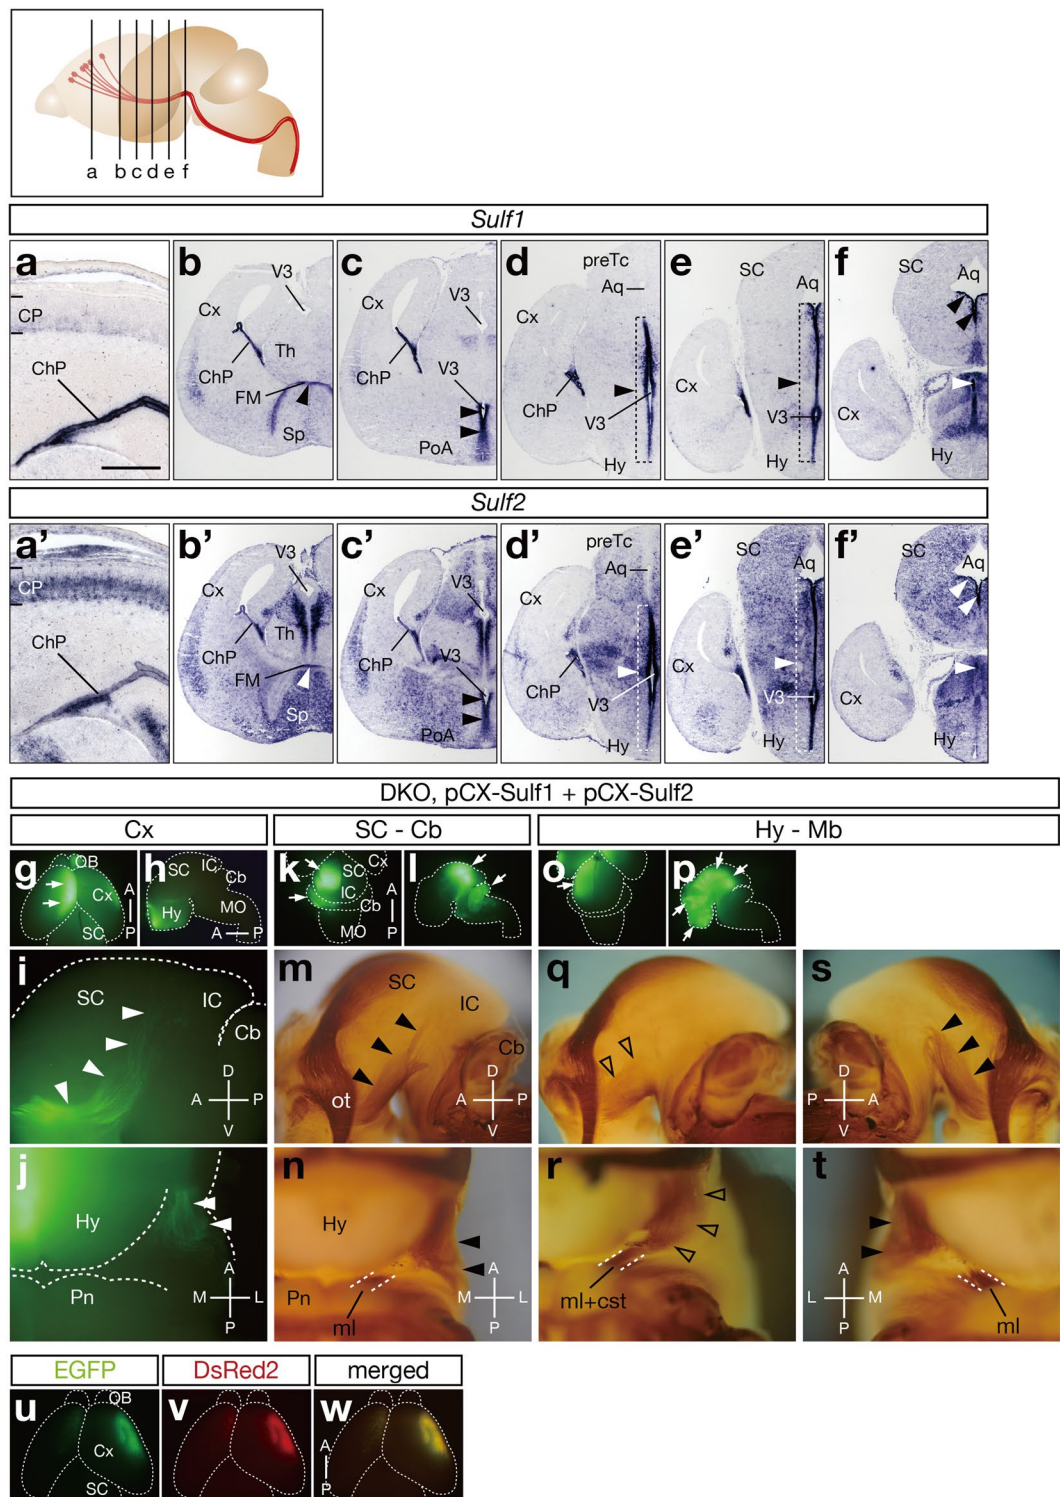 a b c d e f
Sulf1
a
CP
ChP
b
V3
Cx
Th
ChP
FM
Sp
c
V3
Cx
ChP
V3
PoA
d
preTc
Aq
Cx
ChP
V3
Hy
e
SC
Cx
V3
Hy
f
SC
Aq
Cx
Hy
Sulf2
a'
CP
ChP
b'
V3
Cx
Th
ChP
FM
Sp
c'
V3
Cx
ChP
V3
PoA
d'
preTc
Aq
Cx
ChP
V3
Hy
e'
SC
Cx
V3
Hy
f'
SC
Aq
Cx
Hy
DKO, pCX-Sulf1 + pCX-Sulf2
Cx
SC - Cb
Hy - Mb
g
OB
Cx
A
P
SC
h
SC
IC
Cb
Hy
MO
A P
k
Cx
SC
IC
Cb
MO
A
P
l
o
p
i
SC
IC
Cb
D
A P
V
m
SC
IC
Cb
ot
D
A P
V
q
s
D
P A
V
j
Hy
Pn
A
M L
P
n
Hy
Pn
ml
A
M L
P
r
ml+cst
t
A
L M
P
ml
EGFP
DsRed2
merged
u
OB
Cx
SC
v
w
A
P